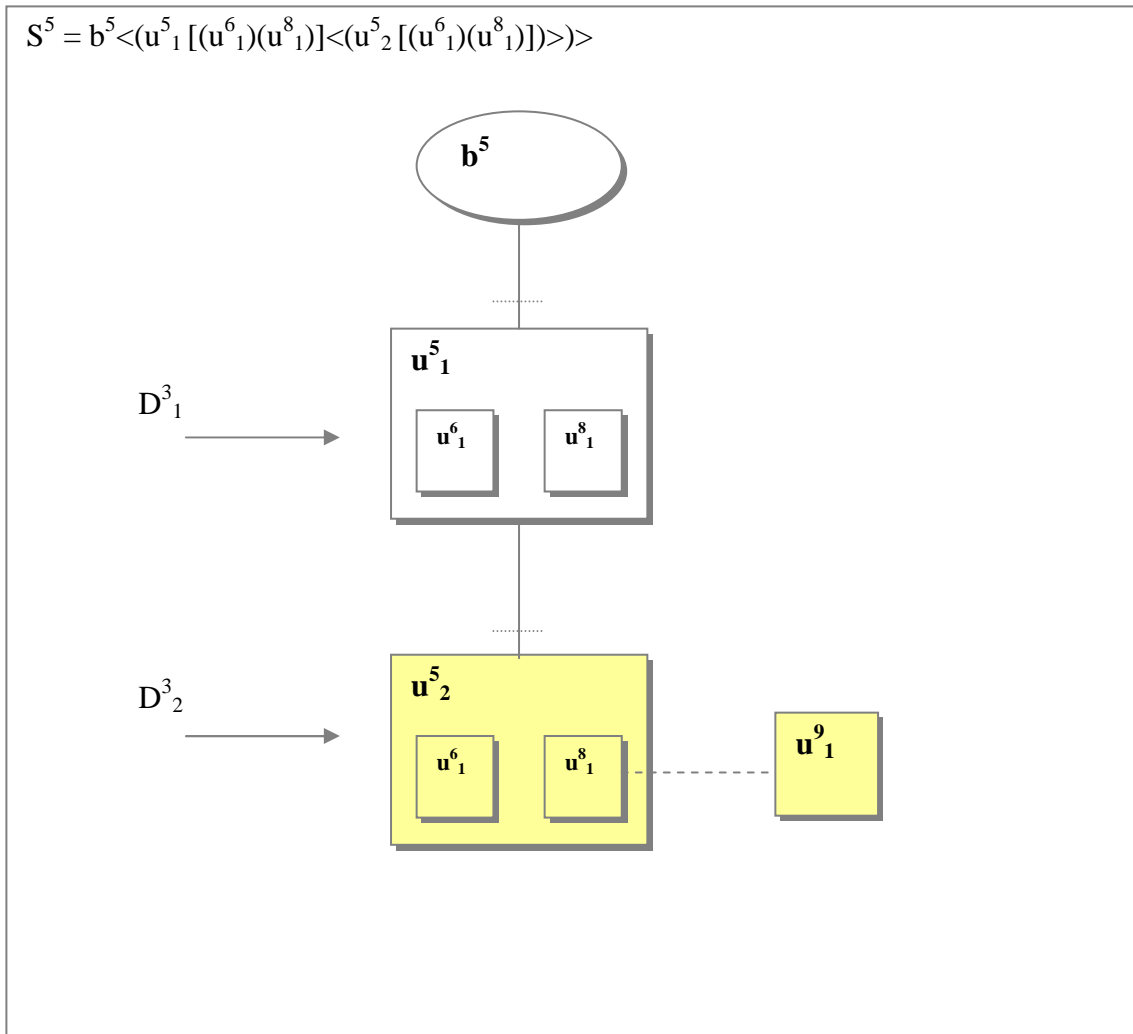 S⁵ = b⁵<(u⁵₁ [(u⁶₁)(u⁸₁)]<(u⁵₂ [(u⁶₁)(u⁸₁)])>)>
b⁵
u⁵₁
D³₁
u⁶₁ u⁸₁
u⁵₂
D³₂
u⁹₁
u⁶₁ u⁸₁